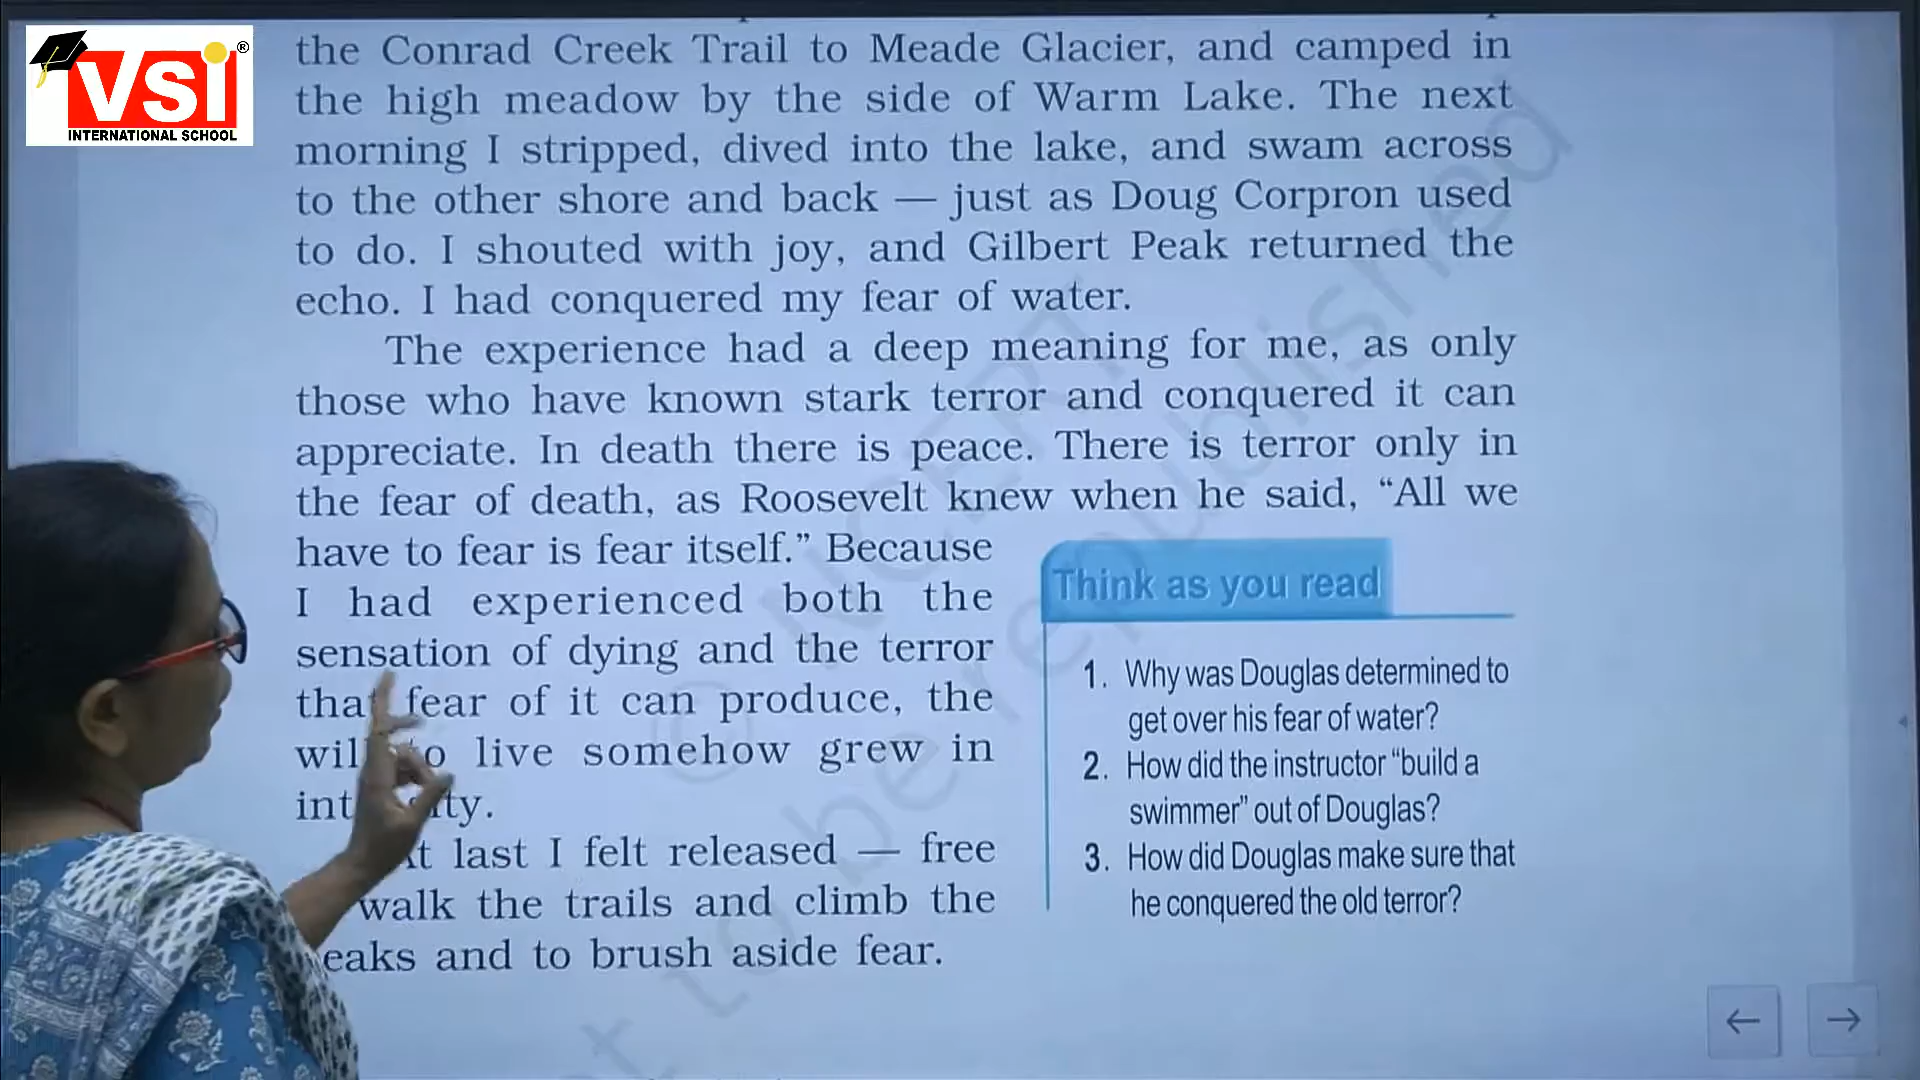 VSI
®
INTERNATIONAL SCHOOL
the Conrad Creek Trail to Meade Glacier, and camped in
the high meadow by the side of Warm Lake. The next
morning I stripped, dived into the lake, and swam across
to the other shore and back — just as Doug Corpron used
to do. I shouted with joy, and Gilbert Peak returned the
echo. I had conquered my fear of water.
The experience had a deep meaning for me, as only
those who have known stark terror and conquered it can
appreciate. In death there is peace. There is terror only in
the fear of death, as Roosevelt knew when he said, “All we
have to fear is fear itself.” Because
I had experienced both the
sensation of dying and the terror
that fear of it can produce, the
will to live somehow grew in
last I felt released — free
walk the trails and climb the
and to brush aside fear.
Think as you read
1. Why was Douglas determined to
get over his fear of water?
2. How did the instructor “build a
swimmer” out of Douglas?
3. How did Douglas make sure that
he conquered the old terror?
© NCERT
not to be republished